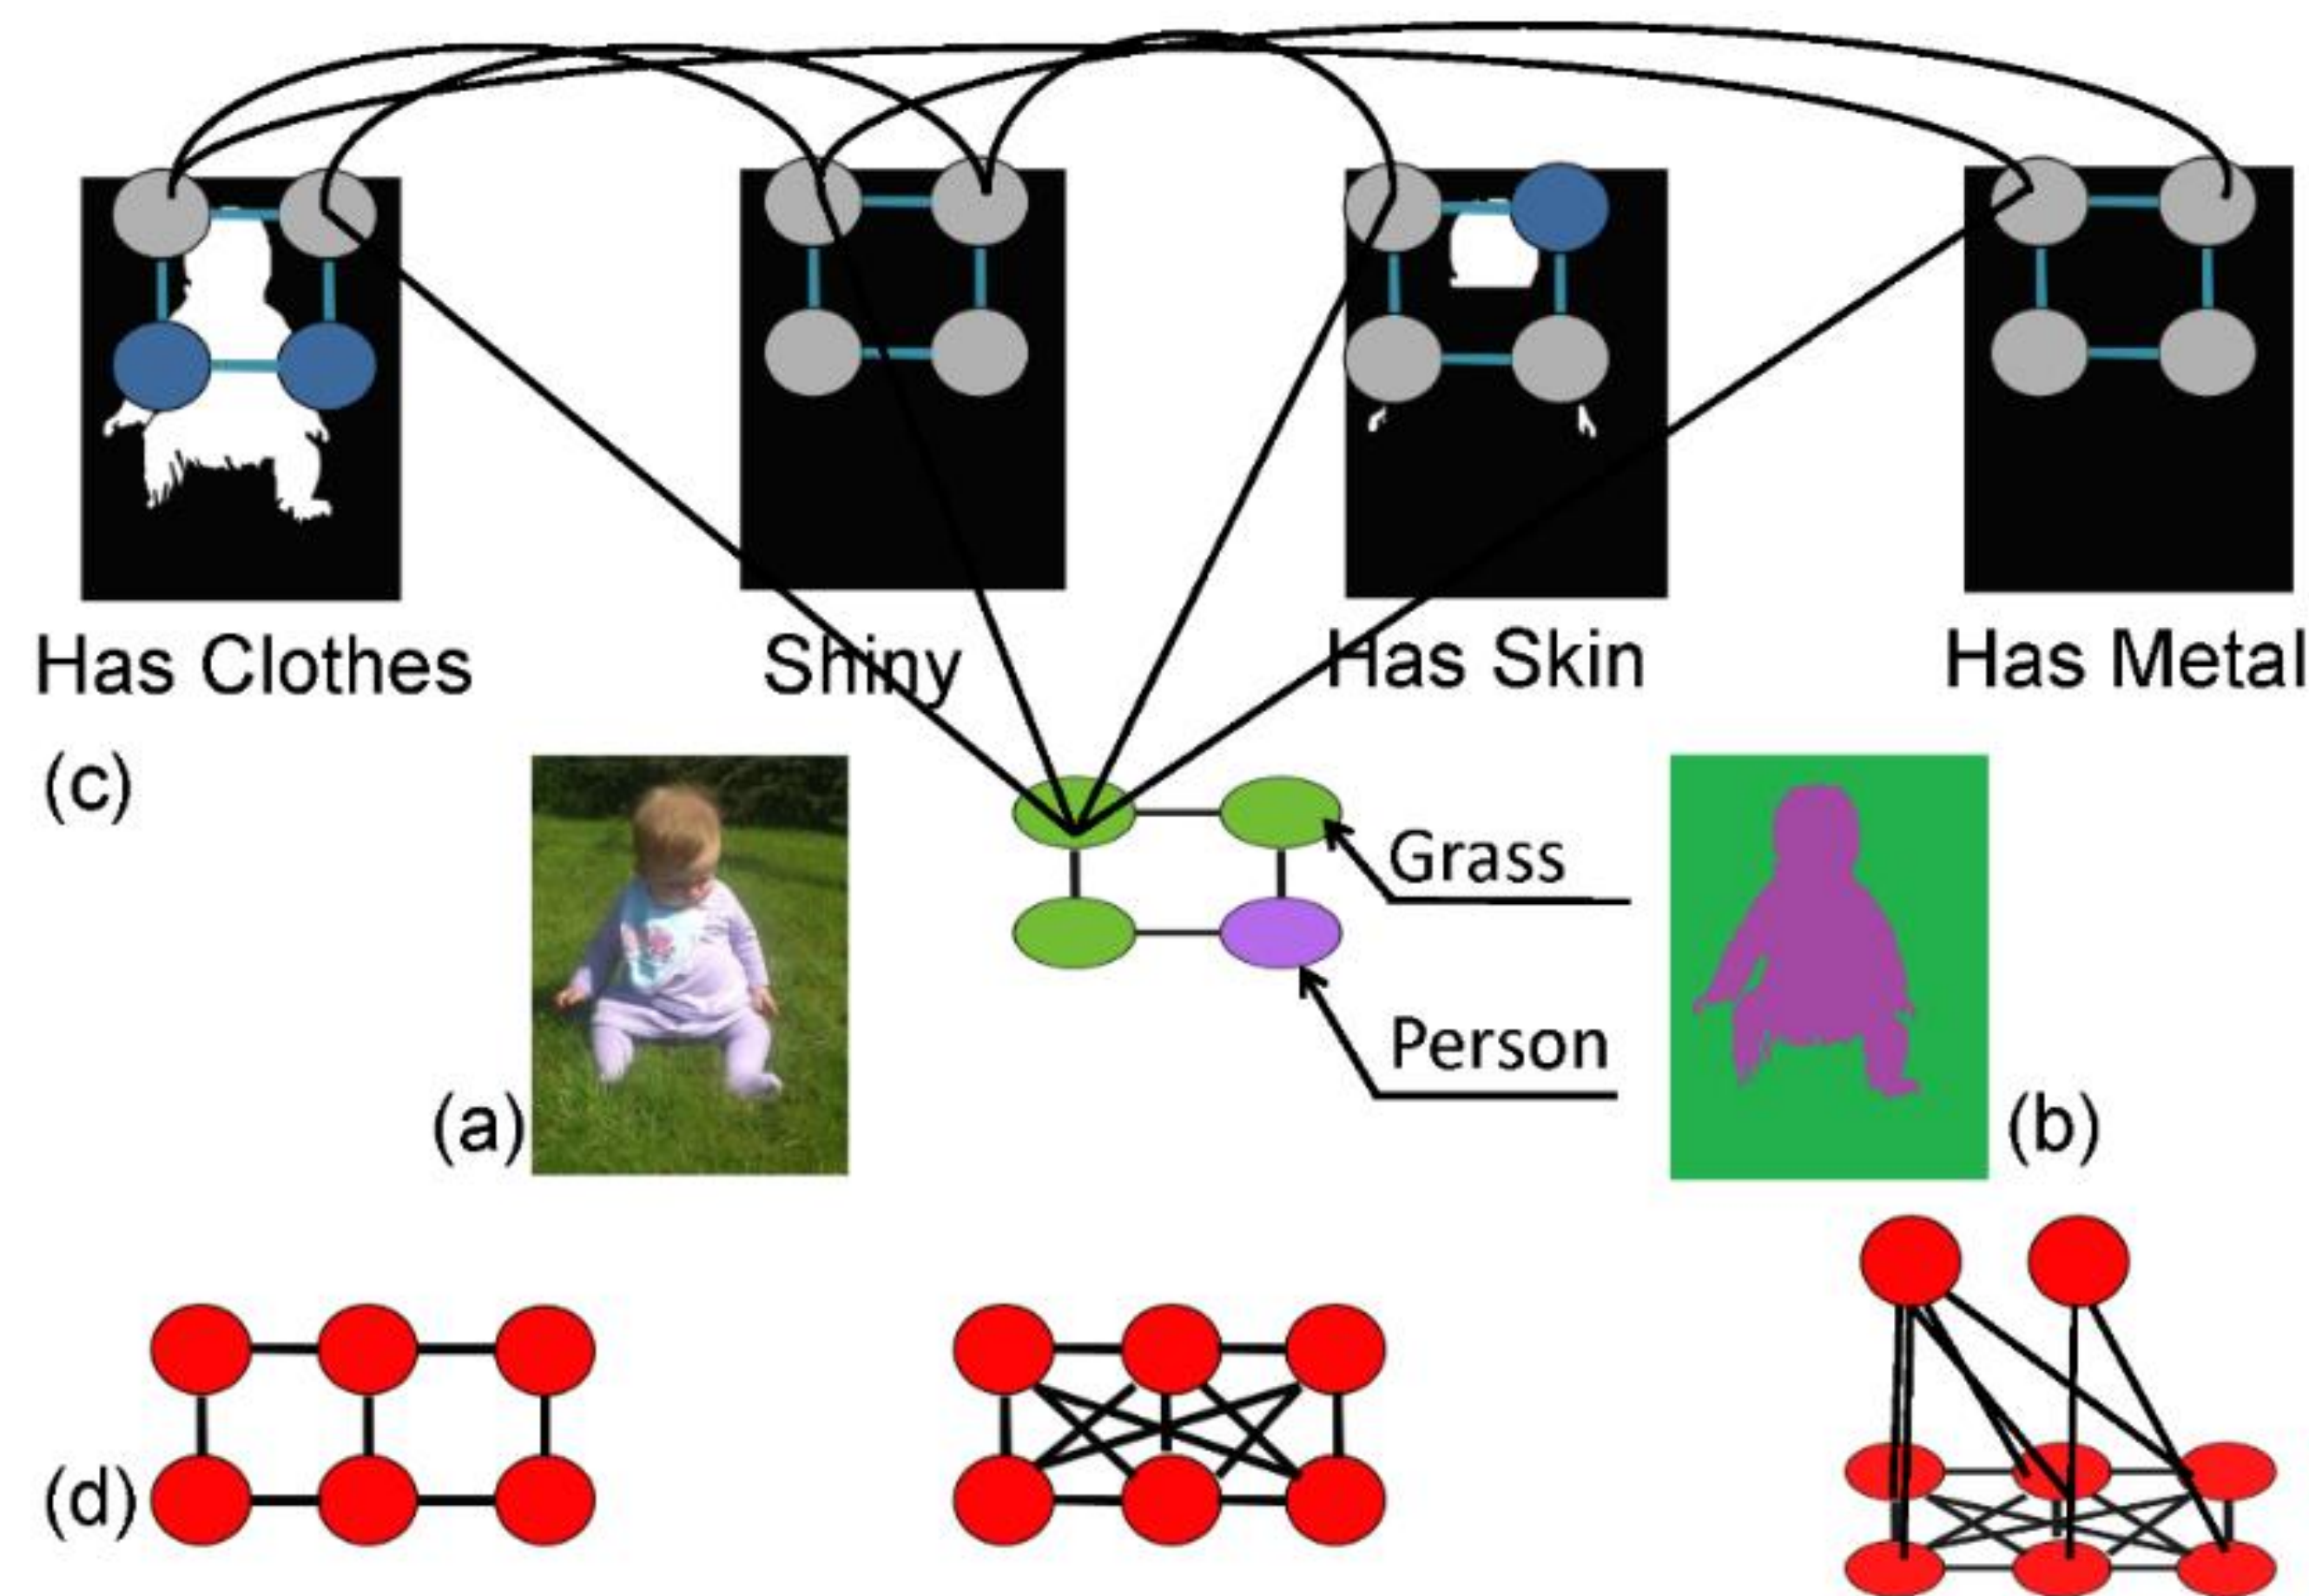 Has Clothes
Shiny
Has Skin
Has Metal
(c)
Grass
Person
(a)
(b)
(d)